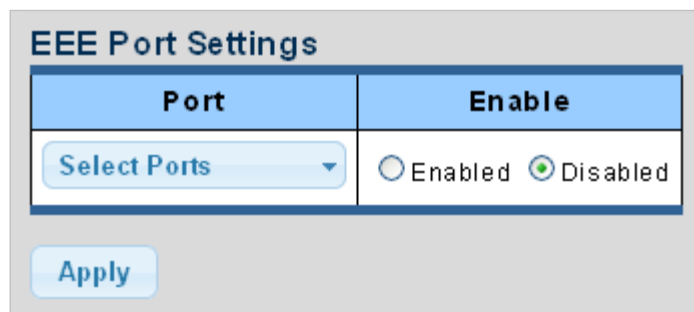 EEE Port Settings
Port Enable
Select Ports Enabled Disabled
Apply